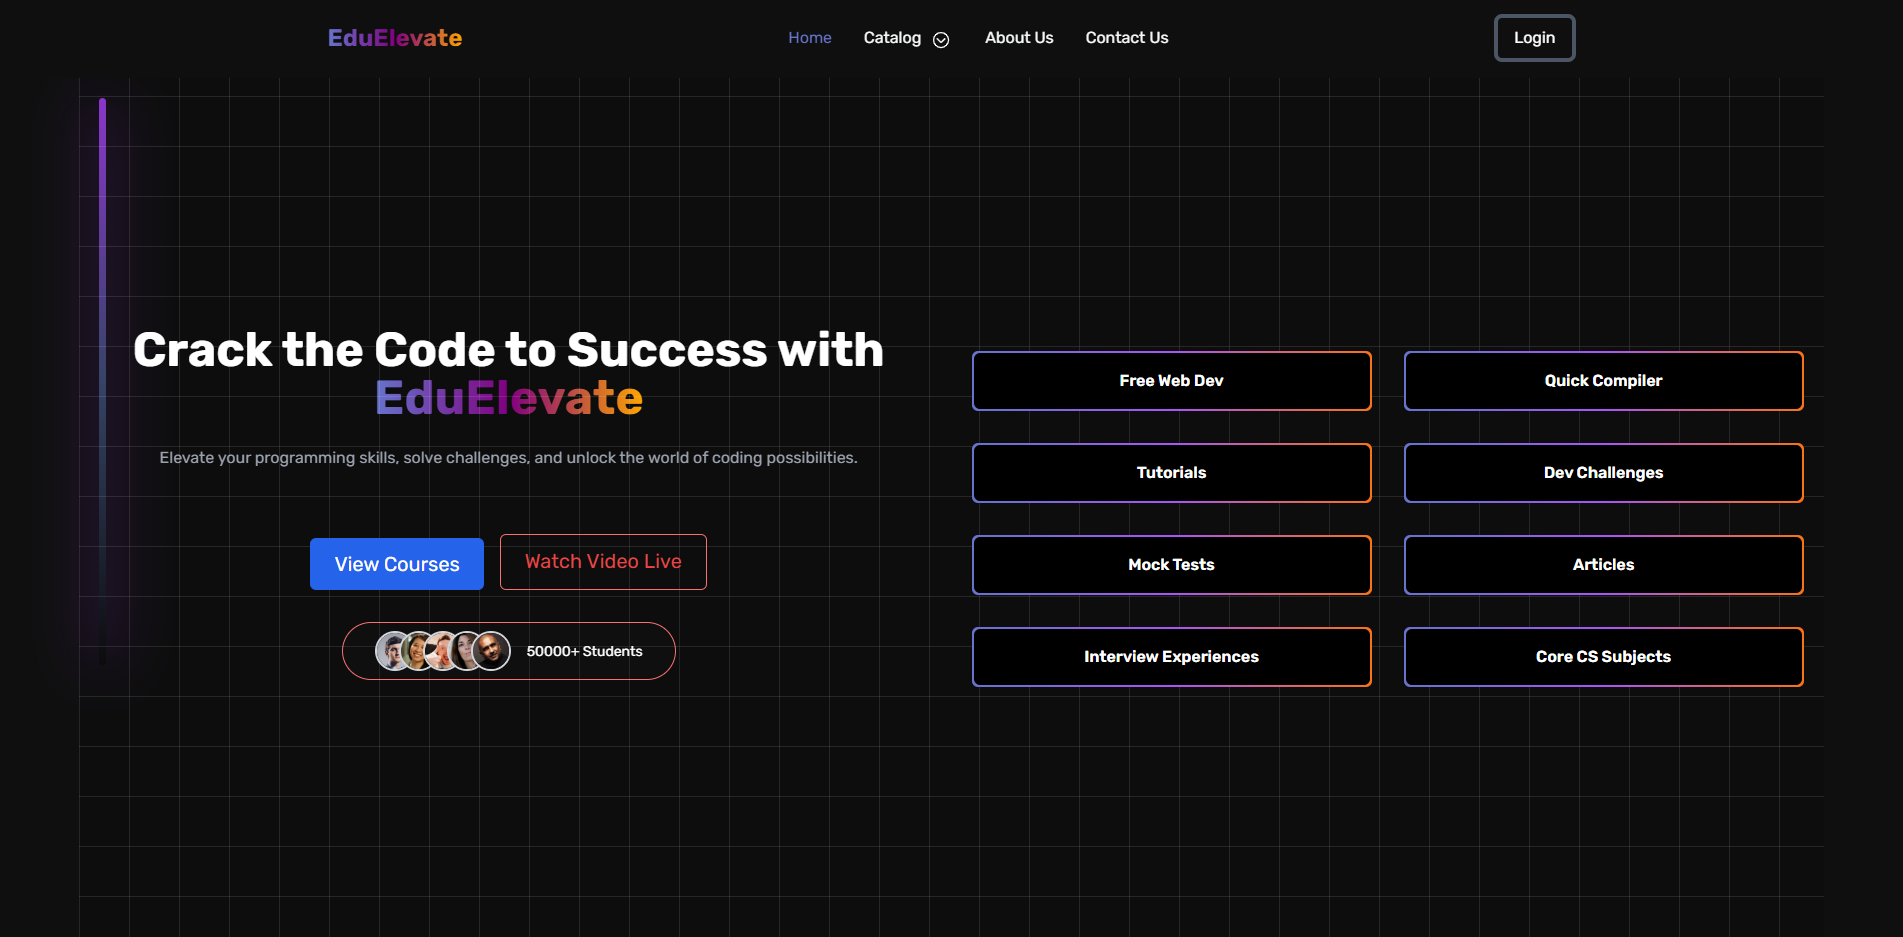 EduElevate
Home
Catalog
About Us
Contact Us
Login
Crack the Code to Success with
EduElevate
Elevate your programming skills, solve challenges, and unlock the world of coding possibilities.
View Courses
Watch Video Live
50000+ Students
Free Web Dev
Quick Compiler
Tutorials
Dev Challenges
Mock Tests
Articles
Interview Experiences
Core CS Subjects